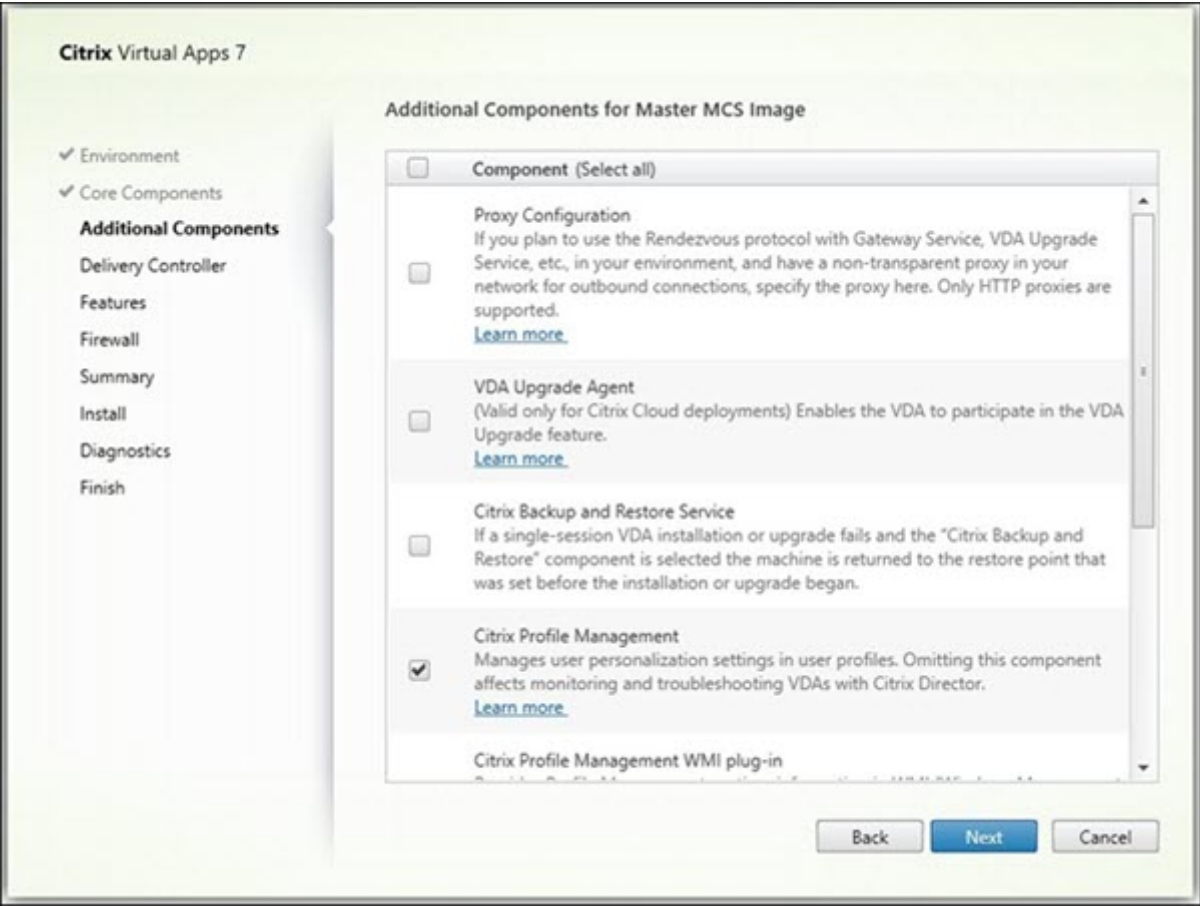 Citrix Virtual Apps 7
Environment
Core Components
Additional Components
Delivery Controller
Features
Firewall
Summary
Install
Diagnostics
Finish
Additional Components for Master MCS Image
Component (Select all)
Proxy Configuration
If you plan to use the Rendezvous protocol with Gateway Service, VDA Upgrade
Service, etc., in your environment, and have a non-transparent proxy in your
network for outbound connections, specify the proxy here. Only HTTP proxies are
supported.
Learn more
VDA Upgrade Agent
(Valid only for Citrix Cloud deployments) Enables the VDA to participate in the VDA
Upgrade feature.
Learn more
Citrix Backup and Restore Service
If a single-session VDA installation or upgrade fails and the “Citrix Backup and
Restore” component is selected the machine is returned to the restore point that
was set before the installation or upgrade began.
Citrix Profile Management
Manages user personalization settings in user profiles. Omitting this component
affects monitoring and troubleshooting VDAs with Citrix Director.
Learn more
Citrix Profile Management WMI plug-in
Back
Next
Cancel